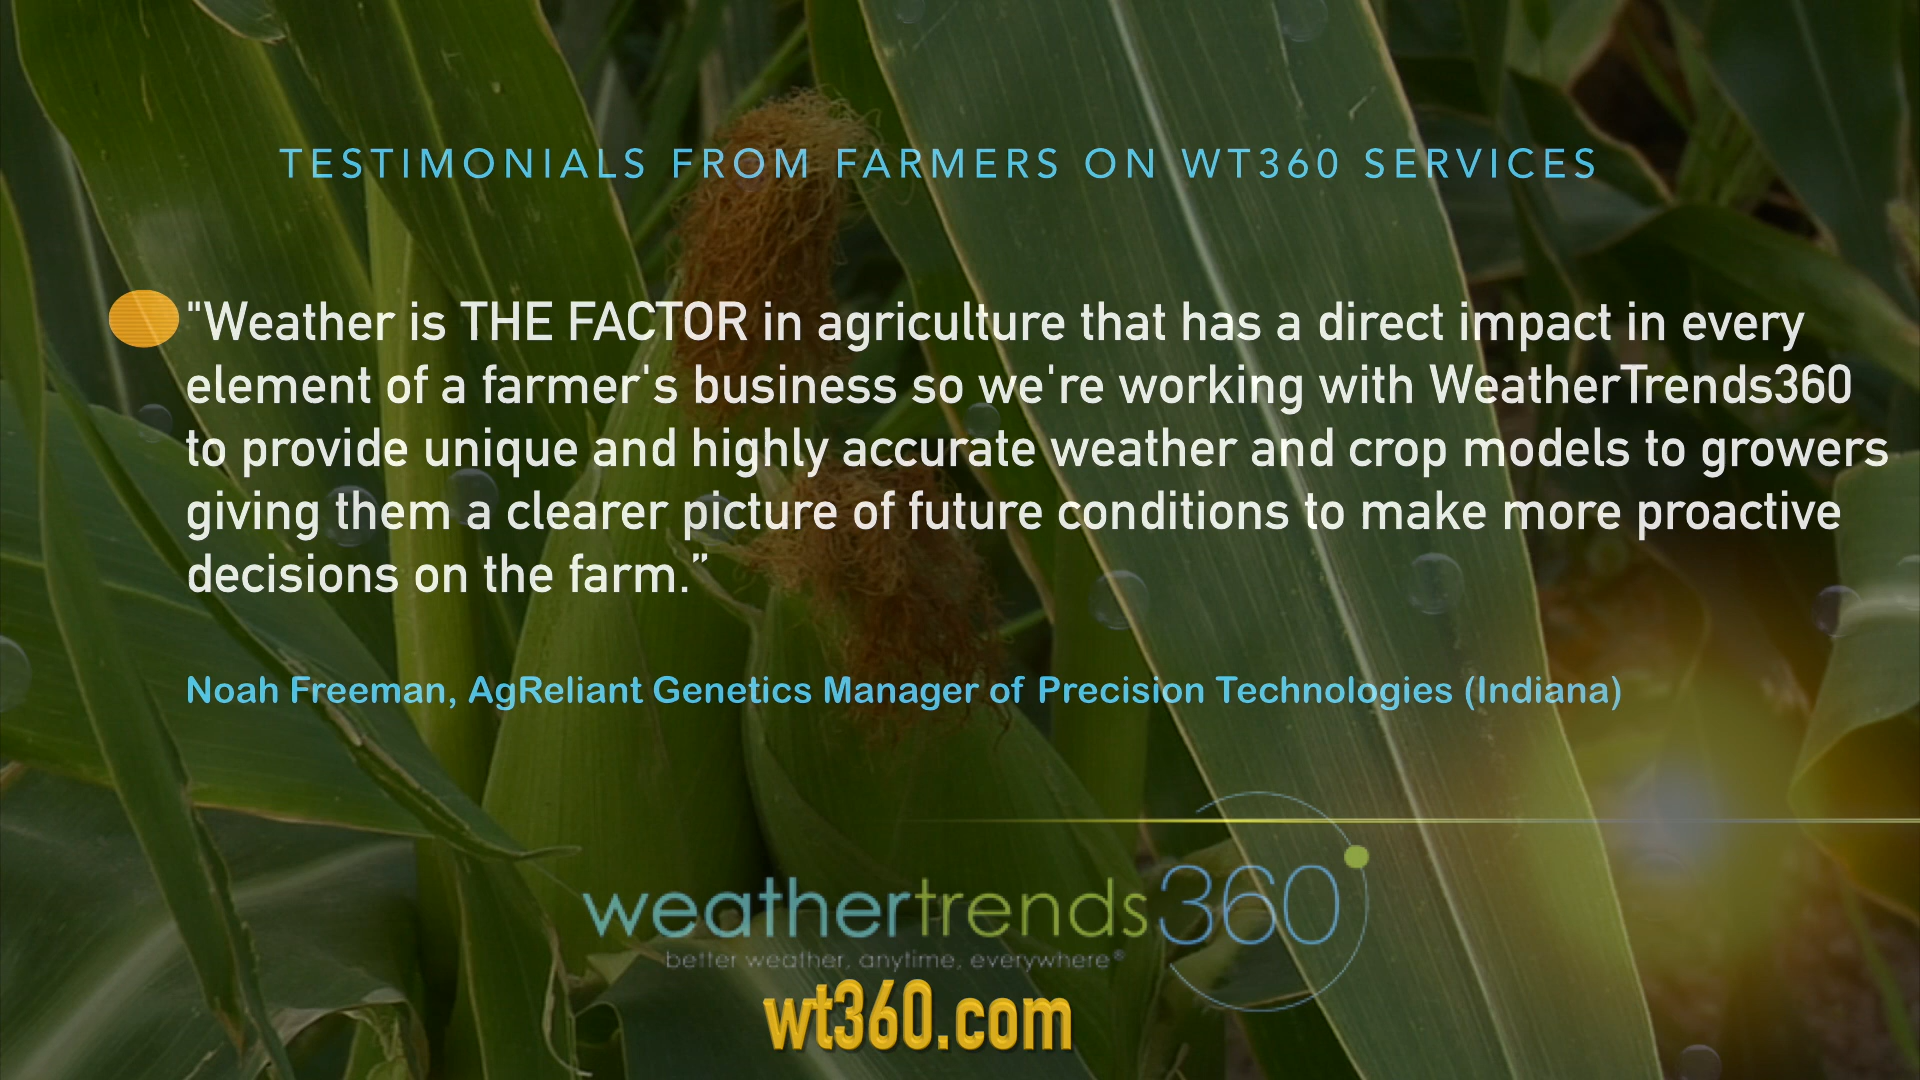 TESTIMONIALS FROM FARMERS ON WT360 SERVICES
"Weather is THE FACTOR in agriculture that has a direct impact in every
element of a farmer's business so we're working with WeatherTrends360
to provide unique and highly accurate weather and crop models to growers
giving them a clearer picture of future conditions to make more proactive
decisions on the farm.”
Noah Freeman, AgReliant Genetics Manager of Precision Technologies (Indiana)
weathertrends360
better weather, anytime, everywhere®
wt360.com